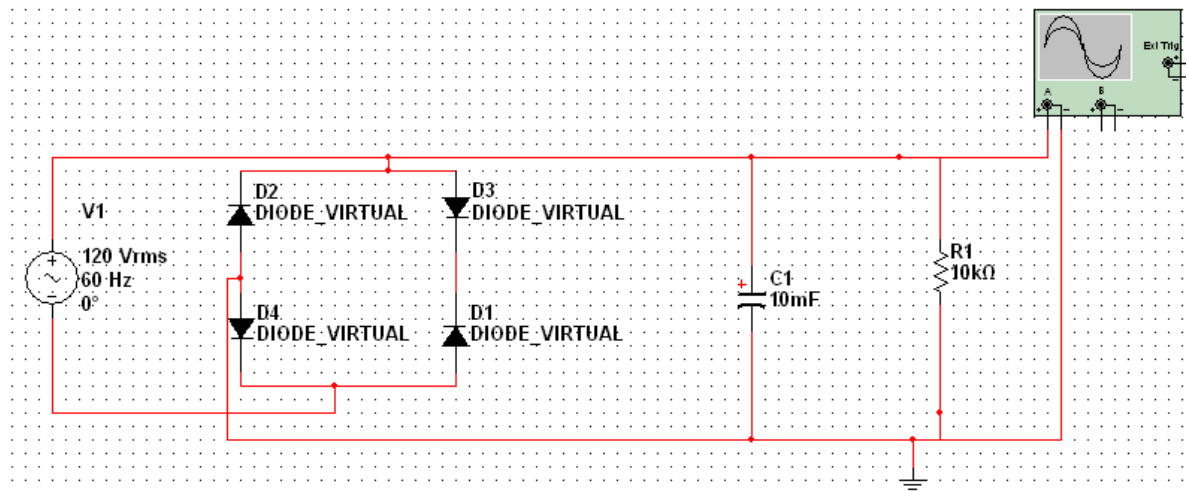 Ext Trig
A
B
V1
120 Vrms
60 Hz
0°
D2
DIODE_VIRTUAL
D3
DIODE_VIRTUAL
D4
DIODE_VIRTUAL
D1
DIODE_VIRTUAL
C1
10mF
R1
10kΩ